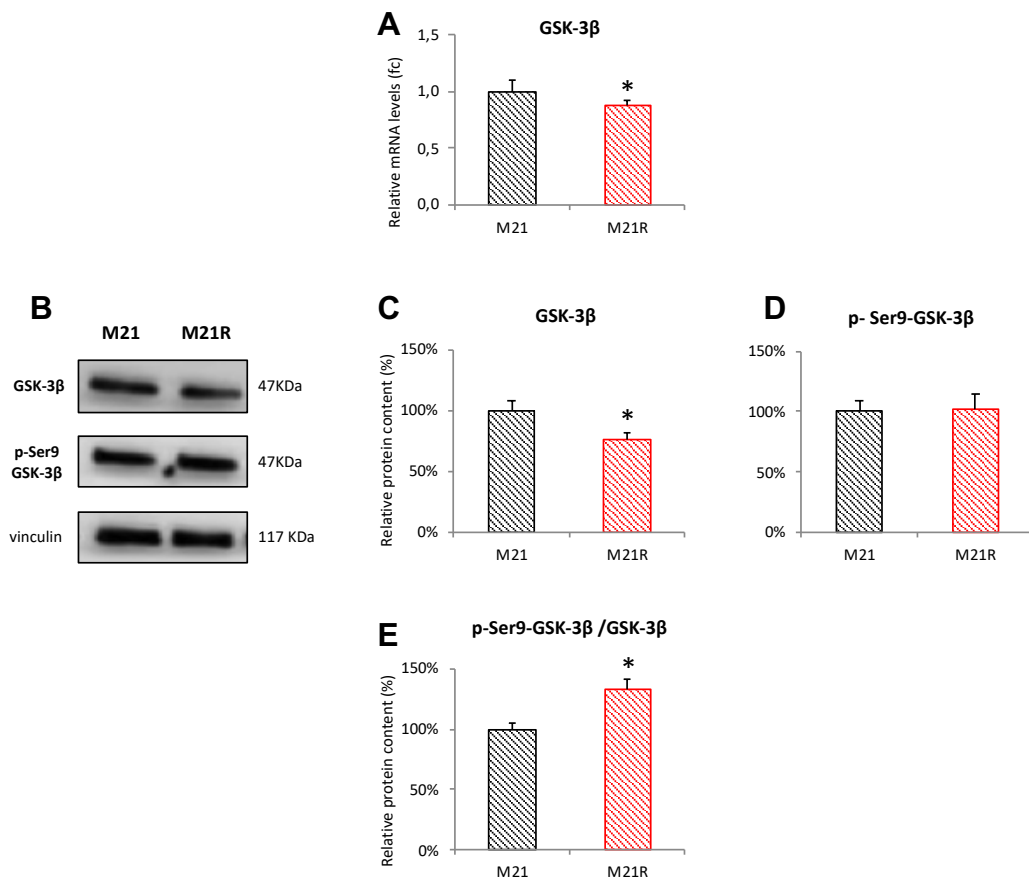 A
GSK-3β
Relative mRNA levels (fc)
1,5
1,0
0,5
0,0
*
M21 M21R
B
M21 M21R
GSK-3β 47KDa
p-Ser9
GSK-3β 47KDa
vinculin 117 KDa
C
GSK-3β
Relative protein content (%)
150%
100%
50%
0%
*
M21 M21R
D
p- Ser9-GSK-3β
150%
100%
50%
0%
M21 M21R
E
p-Ser9-GSK-3β /GSK-3β
Relative protein content (%)
150%
100%
50%
0%
*
M21 M21R